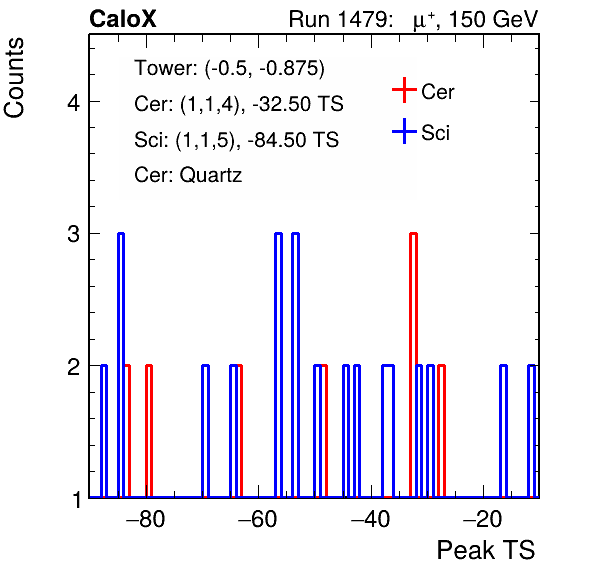 CaloX Run 1479: μ⁺, 150 GeV
Counts
Tower: (-0.5, -0.875)
Cer: (1,1,4), -32.50 TS
Sci: (1,1,5), -84.50 TS
Cer: Quartz
Cer
Sci
4
3
2
1
−80 −60 −40 −20
Peak TS